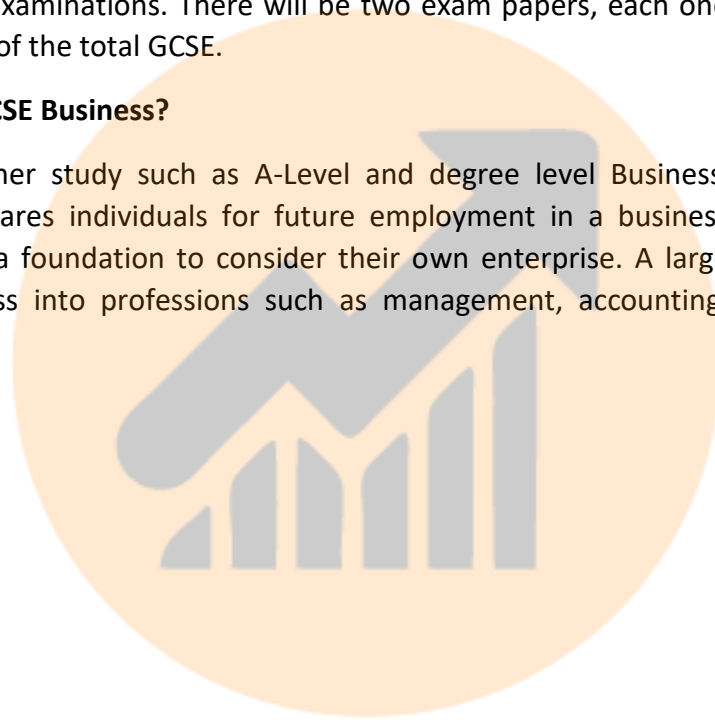 xaminations. There will be two exam papers, each one
of the total GCSE.
CSE Business?
ner study such as A-Level and degree level Business
ares individuals for future employment in a business
a foundation to consider their own enterprise. A large
ss into professions such as management, accounting